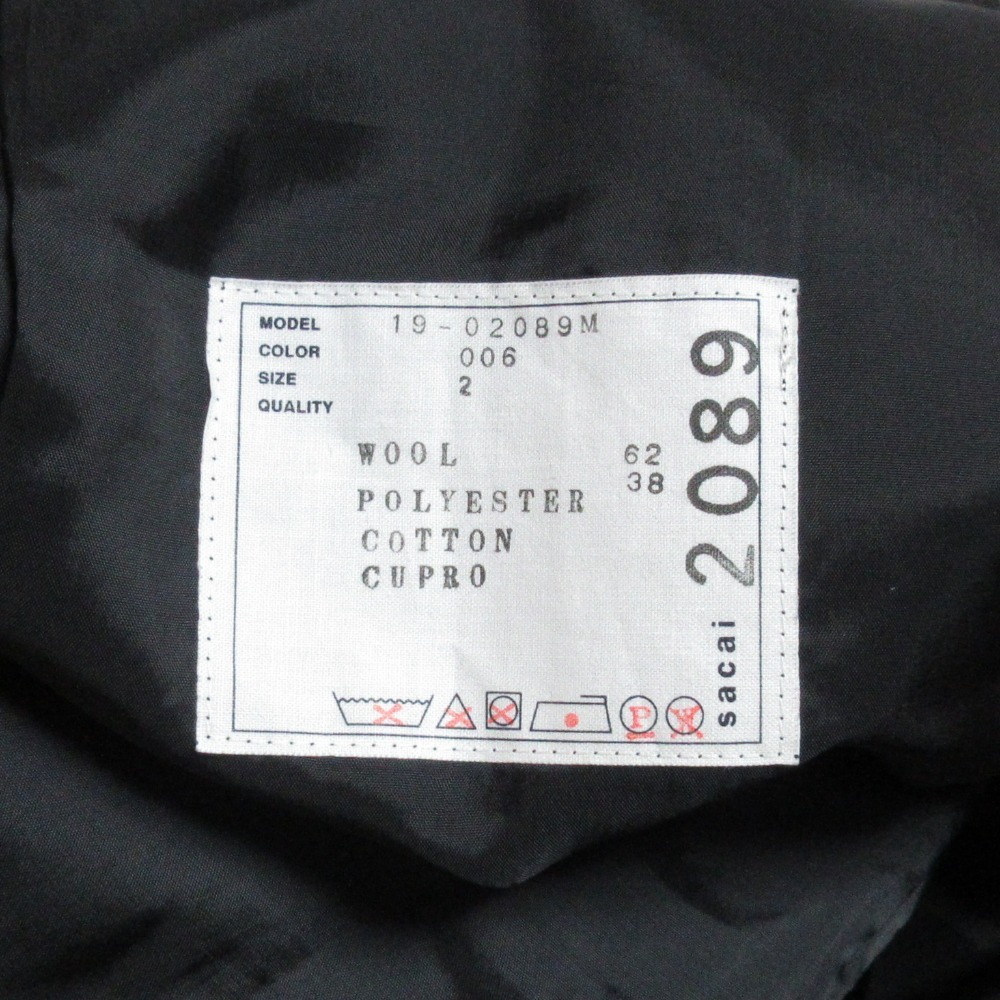 MODEL 19-02089M
COLOR 006
SIZE 2
QUALITY
WOOL 62
POLYESTER 38
COTTON
CUPRO
P
W
sacai 2089